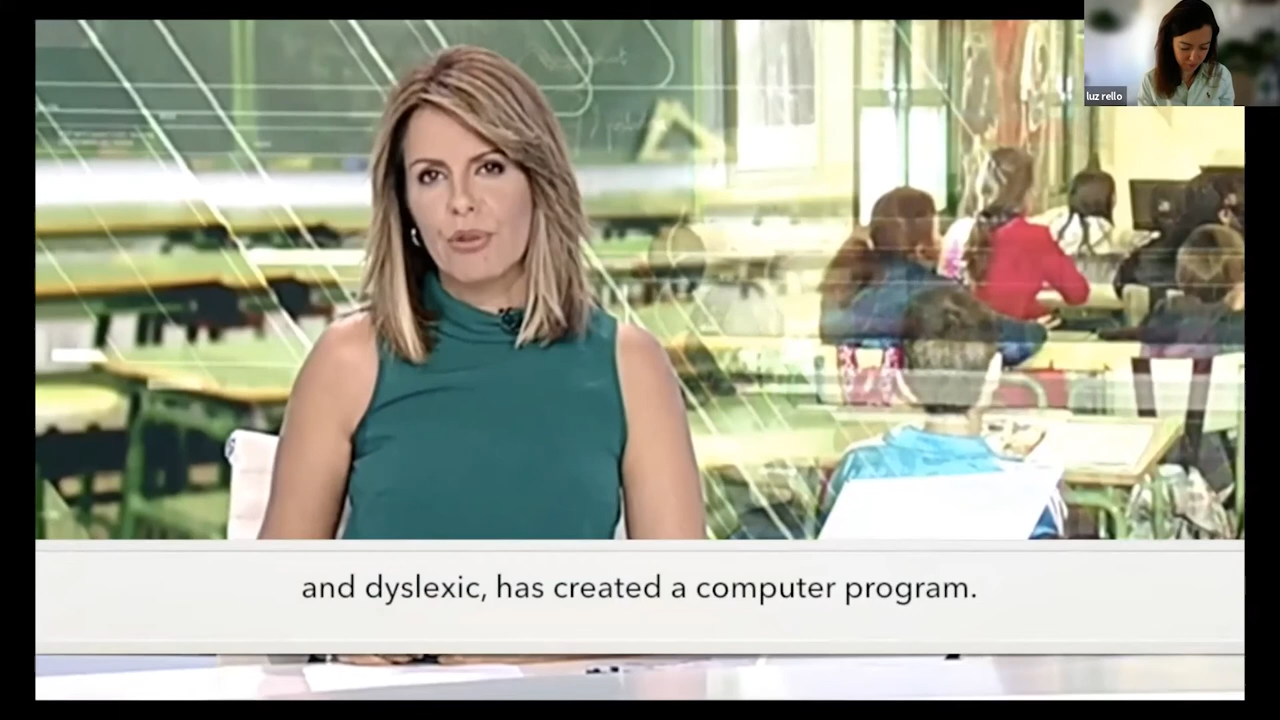 luz rello
and dyslexic, has created a computer program.